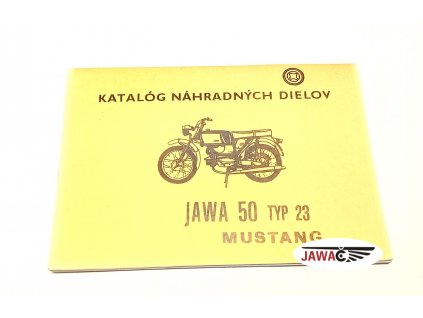 KATALÓG NÁHRADNÝCH DIELOV
JAWA 50 TYP 23
MUSTANG
JAWA